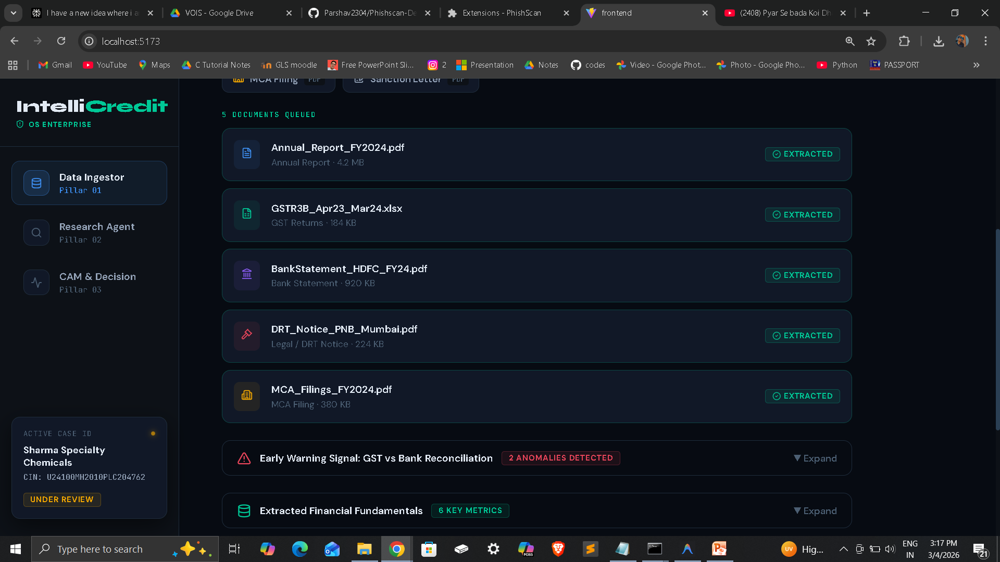 I have a new idea where i a
VOIS - Google Drive
Parshav2304/Phishscan-De
Extensions - PhishScan
frontend
(2408) Pyar Se bada Koi Dh
localhost:5173
Gmail
YouTube
Maps
C Tutorial Notes
GLS moodle
Free PowerPoint Sli...
2
Presentation
Notes
codes
Video - Google Phot...
Photo - Google Pho...
Python
PASSPORT
IntelliCredit
OS ENTERPRISE
Data Ingestor
Pillar 01
Research Agent
Pillar 02
CAM & Decision
Pillar 03
ACTIVE CASE ID
Sharma Specialty
Chemicals
CIN: U24100MH2010PLC204762
UNDER REVIEW
MCA Filing PDF
Sanction Letter PDF
5 DOCUMENTS QUEUED
Annual_Report_FY2024.pdf
Annual Report · 4.2 MB
EXTRACTED
GSTR3B_Apr23_Mar24.xlsx
GST Returns · 184 KB
EXTRACTED
BankStatement_HDFC_FY24.pdf
Bank Statement · 920 KB
EXTRACTED
DRT_Notice_PNB_Mumbai.pdf
Legal / DRT Notice · 224 KB
EXTRACTED
MCA_Filings_FY2024.pdf
MCA Filing · 380 KB
EXTRACTED
Early Warning Signal: GST vs Bank Reconciliation 2 ANOMALIES DETECTED
▼ Expand
Extracted Financial Fundamentals 6 KEY METRICS
▼ Expand
Type here to search
M365
UV
Hig...
ENG
IN
3:17 PM
3/4/2026
21